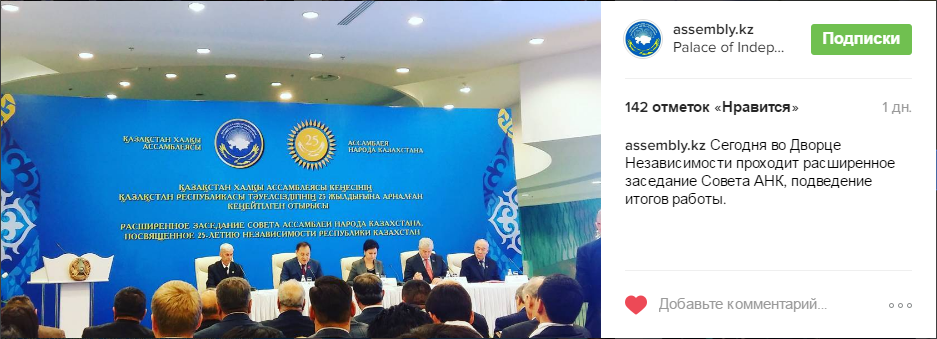 ҚАЗАҚСТАН ХАЛҚЫ
АССАМБЛЕЯСЫ
25
АССАМБЛЕЯ
НАРОДА КАЗАХСТАНА
ҚАЗАҚСТАН ХАЛҚЫ АССАМБЛЕЯСЫ КЕҢЕСІНІҢ
ҚАЗАҚСТАН РЕСПУБЛИКАСЫ ТӘУЕЛСІЗДІГІНІҢ 25 ЖЫЛДЫҒЫНА АРНАЛҒАН
КЕҢЕЙТІЛГЕН ОТЫРЫСЫ
РАСШИРЕННОЕ ЗАСЕДАНИЕ СОВЕТА АССАМБЛЕИ НАРОДА КАЗАХСТАНА,
ПОСВЯЩЕННОЕ 25-ЛЕТИЮ НЕЗАВИСИМОСТИ РЕСПУБЛИКИ КАЗАХСТАН
assembly.kz
Palace of Indep...
Подписки
142 отметок «Нравится»
1 дн.
assembly.kz Сегодня во Дворце
Независимости проходит расширенное
заседание Совета АНК, подведение
итогов работы.
Добавьте комментарий...